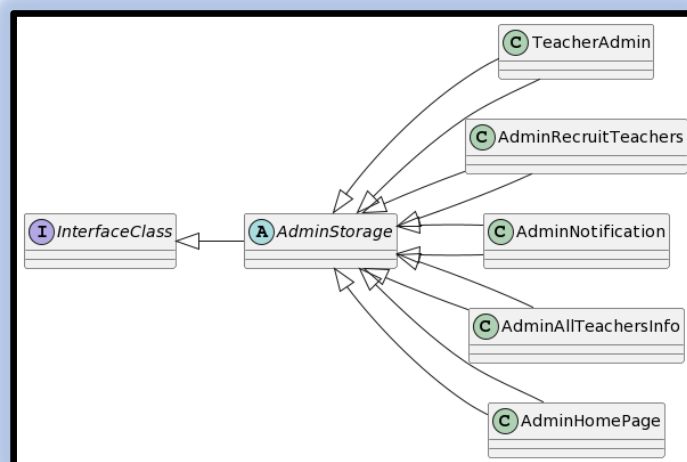 C TeacherAdmin
C AdminRecruitTeachers
I InterfaceClass
A AdminStorage
C AdminNotification
C AdminAllTeachersInfo
C AdminHomePage